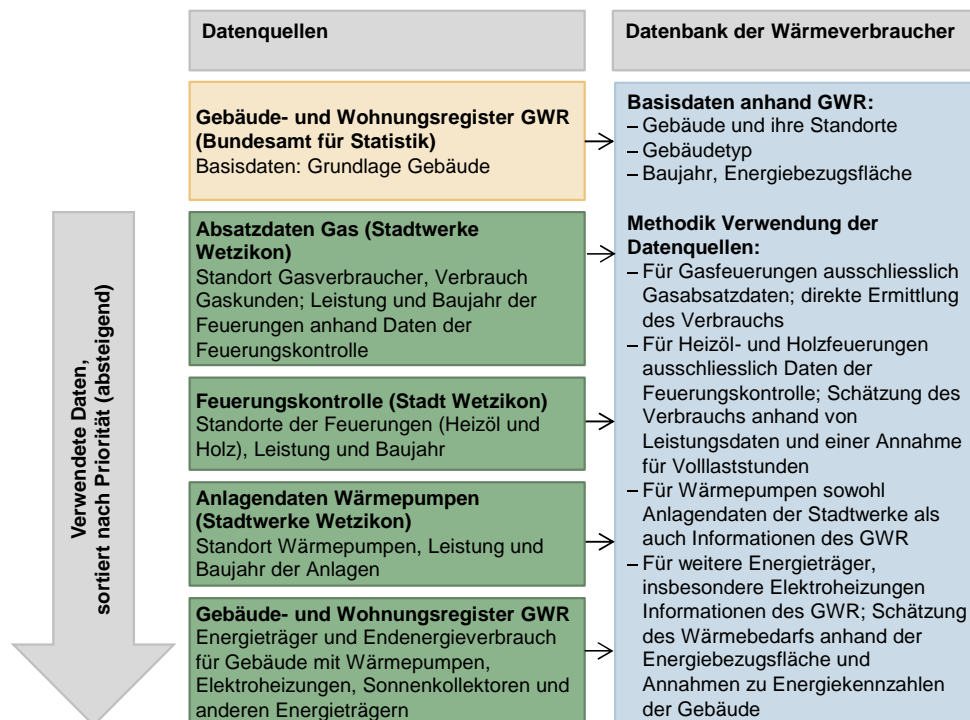 Datenquellen
Datenbank der Wärmeverbraucher
Gebäude- und Wohnungsregister GWR
(Bundesamt für Statistik)
Basisdaten: Grundlage Gebäude
Verwendete Daten,
sortiert nach Priorität (absteigend)
Absatzdaten Gas (Stadtwerke
Wetzikon)
Standort Gasverbraucher, Verbrauch
Gaskunden; Leistung und Baujahr der
Feuerungen anhand Daten der
Feuerungskontrolle
Feuerungskontrolle (Stadt Wetzikon)
Standorte der Feuerungen (Heizöl und
Holz), Leistung und Baujahr
Anlagendaten Wärmepumpen
(Stadtwerke Wetzikon)
Standort Wärmepumpen, Leistung und
Baujahr der Anlagen
Gebäude- und Wohnungsregister GWR
Energieträger und Endenergieverbrauch
für Gebäude mit Wärmepumpen,
Elektroheizungen, Sonnenkollektoren und
anderen Energieträgern
Basisdaten anhand GWR:
– Gebäude und ihre Standorte
– Gebäudetyp
– Baujahr, Energiebezugsfläche
Methodik Verwendung der
Datenquellen:
– Für Gasfeuerungen ausschliesslich
Gasabsatzdaten; direkte Ermittlung
des Verbrauchs
– Für Heizöl- und Holzfeuerungen
ausschliesslich Daten der
Feuerungskontrolle; Schätzung des
Verbrauchs anhand von
Leistungsdaten und einer Annahme
für Volllaststunden
– Für Wärmepumpen sowohl
Anlagendaten der Stadtwerke als
auch Informationen des GWR
– Für weitere Energieträger,
insbesondere Elektroheizungen
Informationen des GWR; Schätzung
des Wärmebedarfs anhand der
Energiebezugsfläche und
Annahmen zu Energiekennzahlen
der Gebäude